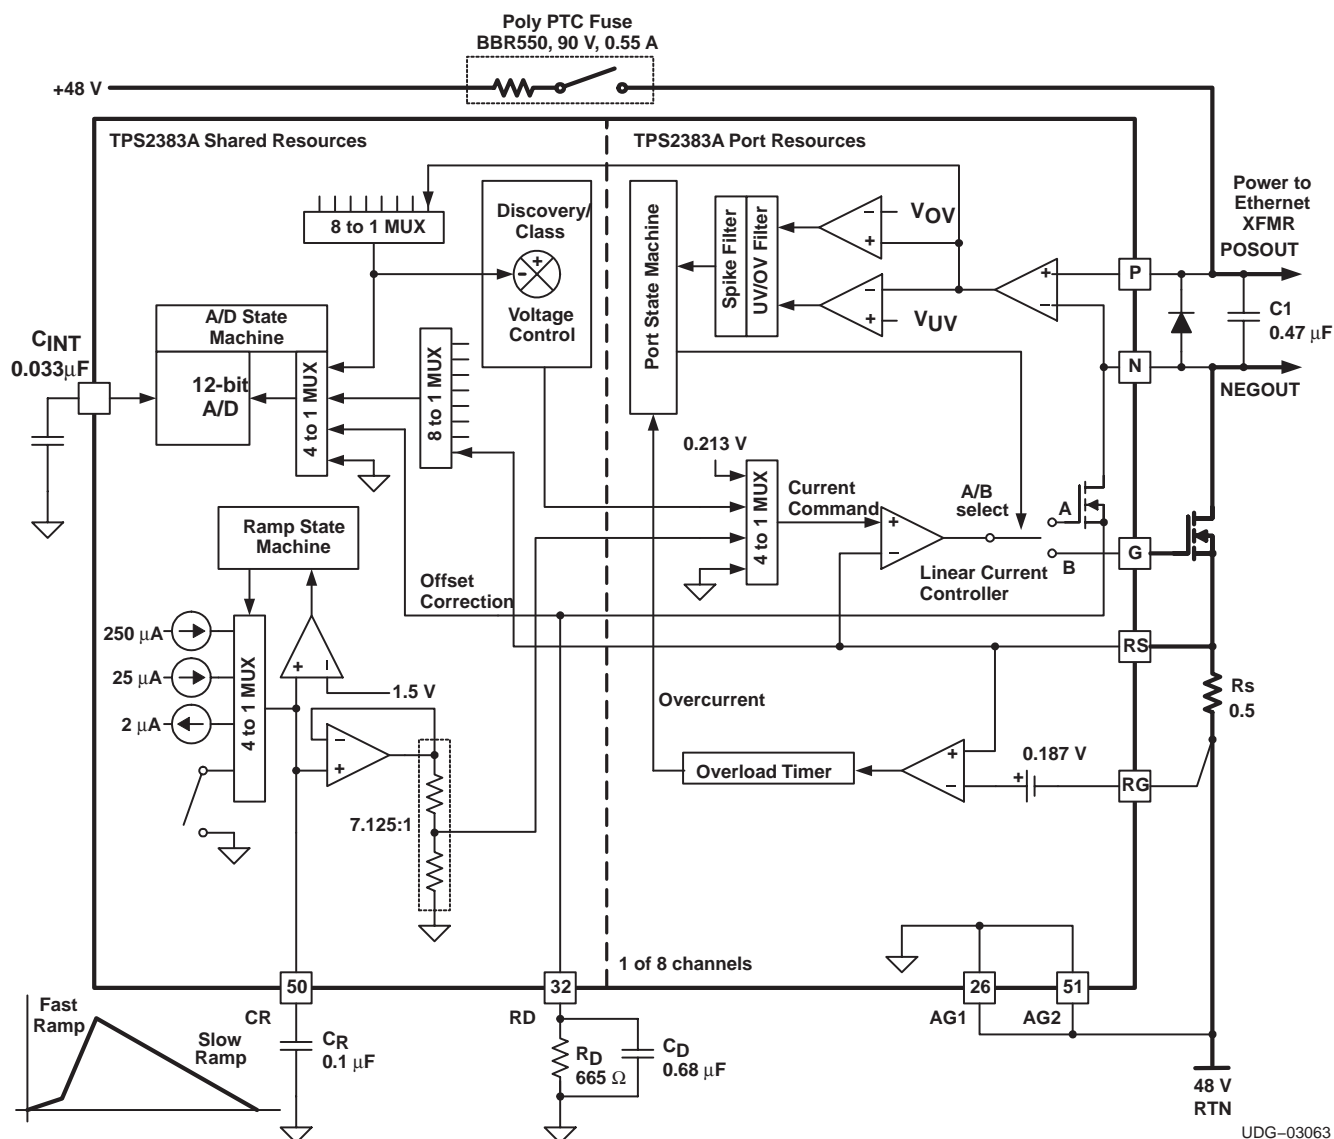 Poly PTC Fuse
BBR550, 90 V, 0.55 A
+48 V
TPS2383A Shared Resources
TPS2383A Port Resources
8 to 1 MUX
Discovery/
Class
+
−
Voltage
Control
Port State Machine
Spike Filter
UV/OV Filter
−
+
VOV
−
+
VUV
+
−
P
N
Power to
Ethernet
XFMR
POSOUT
C1
0.47 µF
NEGOUT
CINT
0.033µF
A/D State
Machine
12-bit
A/D
4 to 1 MUX
8 to 1 MUX
0.213 V
4 to 1 MUX
Current
Command
+
−
A/B
select
A
B
Linear Current
Controller
G
Ramp State
Machine
Offset
Correction
250 µA
25 µA
2 µA
4 to 1 MUX
+
−
1.5 V
−
+
7.125:1
RS
Rs
0.5
Overcurrent
Overload Timer
+
−
0.187 V
+
RG
1 of 8 channels
50
32
26
51
CR
RD
AG1
AG2
Fast
Ramp
Slow
Ramp
CR
0.1 µF
RD
665 Ω
CD
0.68 µF
48 V
RTN
UDG−03063